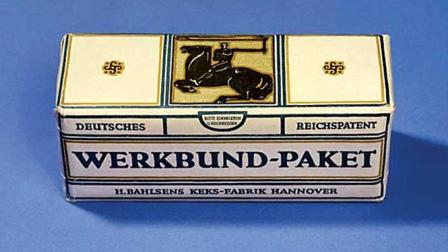 DEUTSCHES REICHSPATENT
WERKBUND-PAKET
H. BAHLSENS KEKS-FABRIK HANNOVER